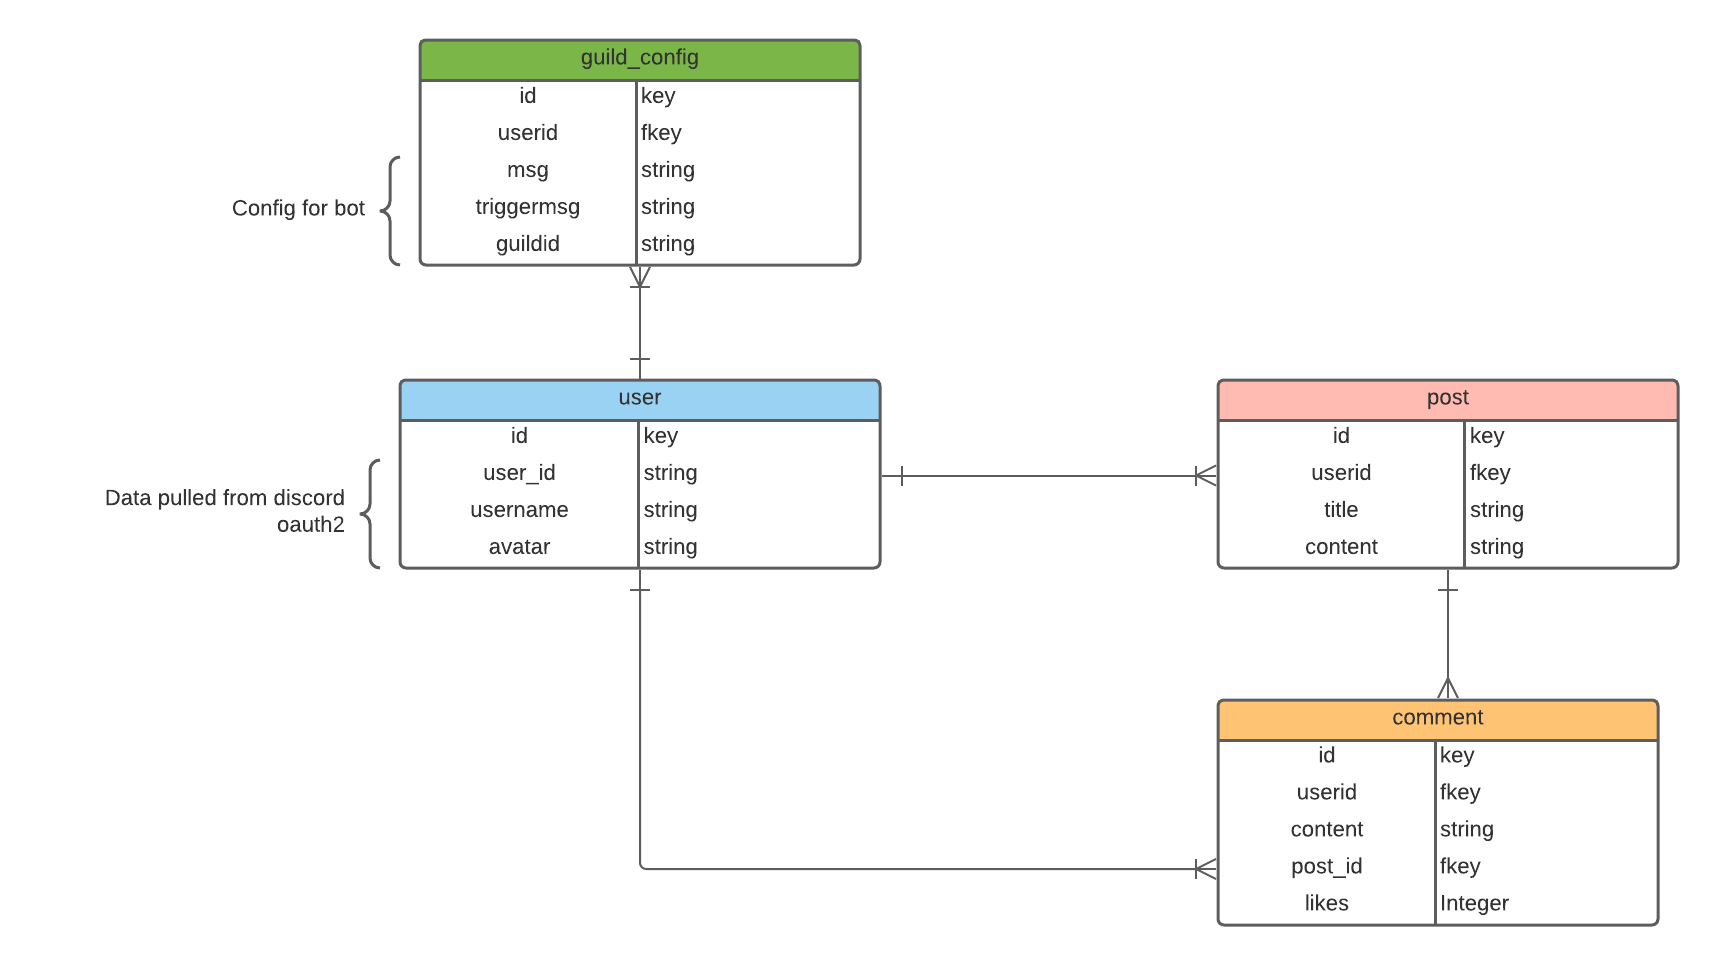 guild_config
id key
userid fkey
msg string
triggermsg string
guildid string
Config for bot
user
id key
user_id string
username string
avatar string
Data pulled from discord
oauth2
post
id key
userid fkey
title string
content string
comment
id key
userid fkey
content string
post_id fkey
likes Integer